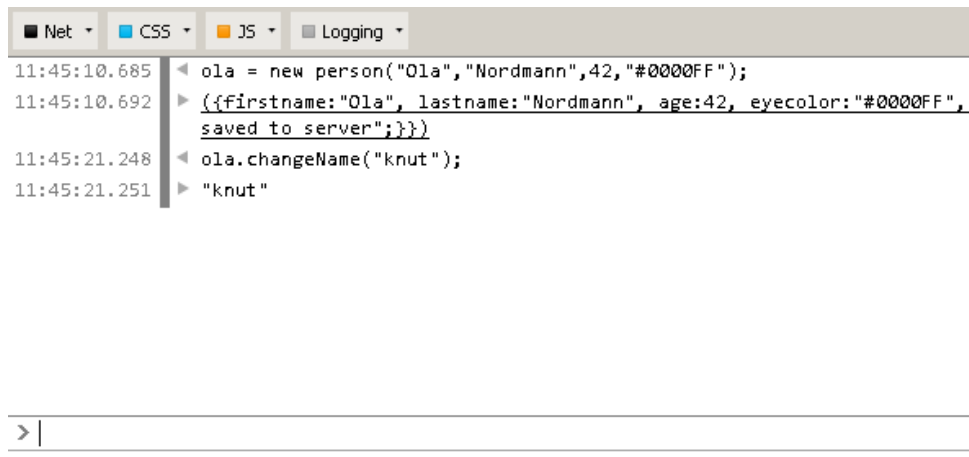 Net CSS JS Logging
11:45:10.685 ola = new person("Ola","Nordmann",42,"#0000FF");
11:45:10.692 ({firstname:"Ola", lastname:"Nordmann", age:42, eyecolor:"#0000FF",
saved to server";}})
11:45:21.248 ola.changeName("knut");
11:45:21.251 "knut"
>